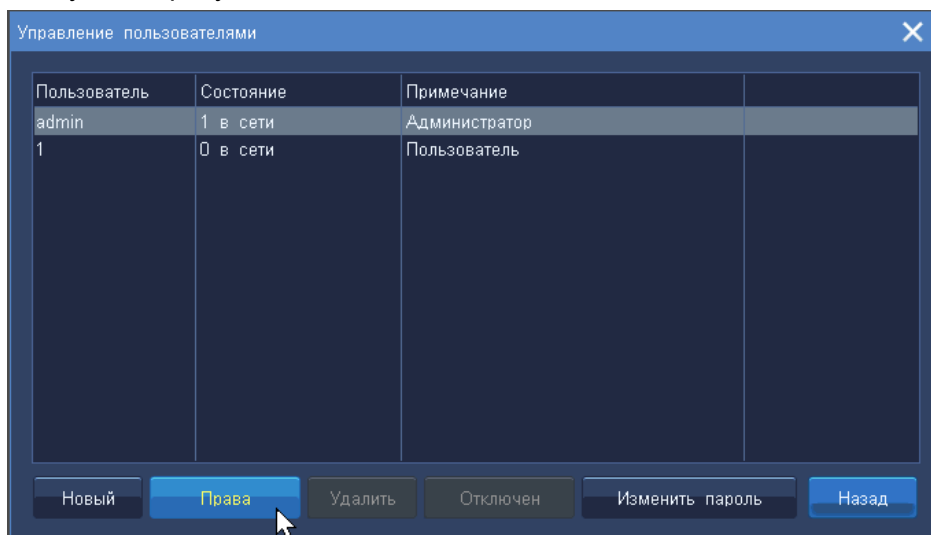 Управление пользователями
Пользователь Состояние Примечание
admin 1 в сети Администратор
1 0 в сети Пользователь
Новый Права Удалить Отключен Изменить пароль Назад